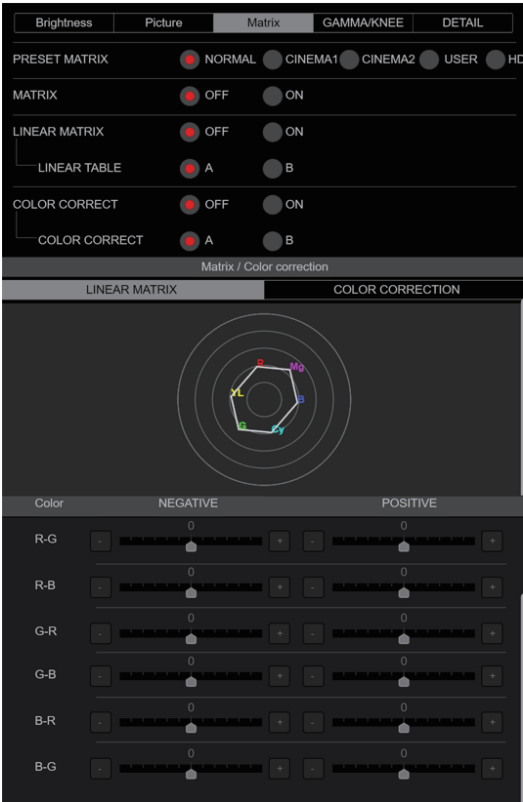 Brightness Picture Matrix GAMMA/KNEE DETAIL
PRESET MATRIX NORMAL CINEMA1 CINEMA2 USER HD
MATRIX OFF ON
LINEAR MATRIX OFF ON
LINEAR TABLE A B
COLOR CORRECT OFF ON
COLOR CORRECT A B
Matrix / Color correction
LINEAR MATRIX COLOR CORRECTION
R Mg
YL B
G Cy
Color NEGATIVE POSITIVE
0 0
R-G - + - +
0 0
R-B - + - +
0 0
G-R - + - +
0 0
G-B - + - +
0 0
B-R - + - +
0 0
B-G - + - +